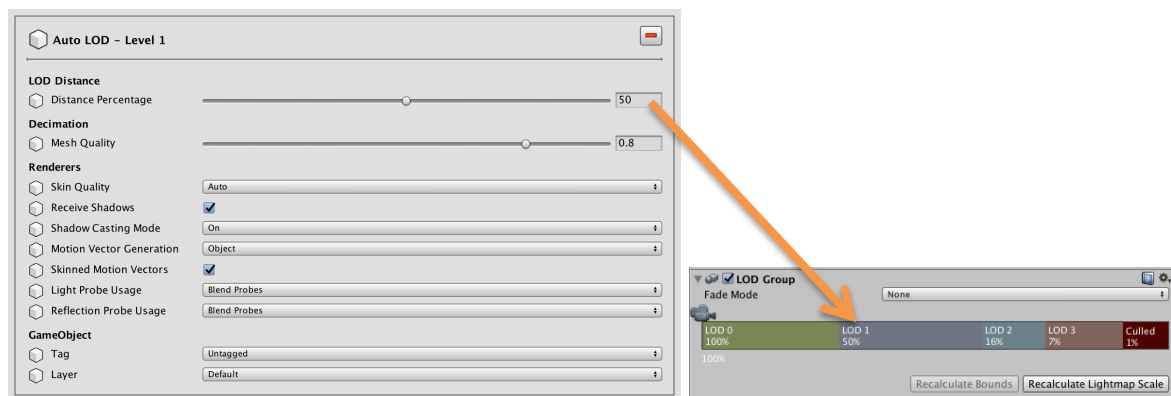 Auto LOD – Level 1
LOD Distance
Distance Percentage 50
Decimation
Mesh Quality 0.8
Renderers
Skin Quality Auto
Receive Shadows
Shadow Casting Mode On
Motion Vector Generation Object
Skinned Motion Vectors
Light Probe Usage Blend Probes
Reflection Probe Usage Blend Probes
GameObject
Tag Untagged
Layer Default
LOD Group
Fade Mode None
LOD 0 LOD 1 LOD 2 LOD 3 Culled
100% 50% 16% 7% 1%
100%
Recalculate Bounds Recalculate Lightmap Scale